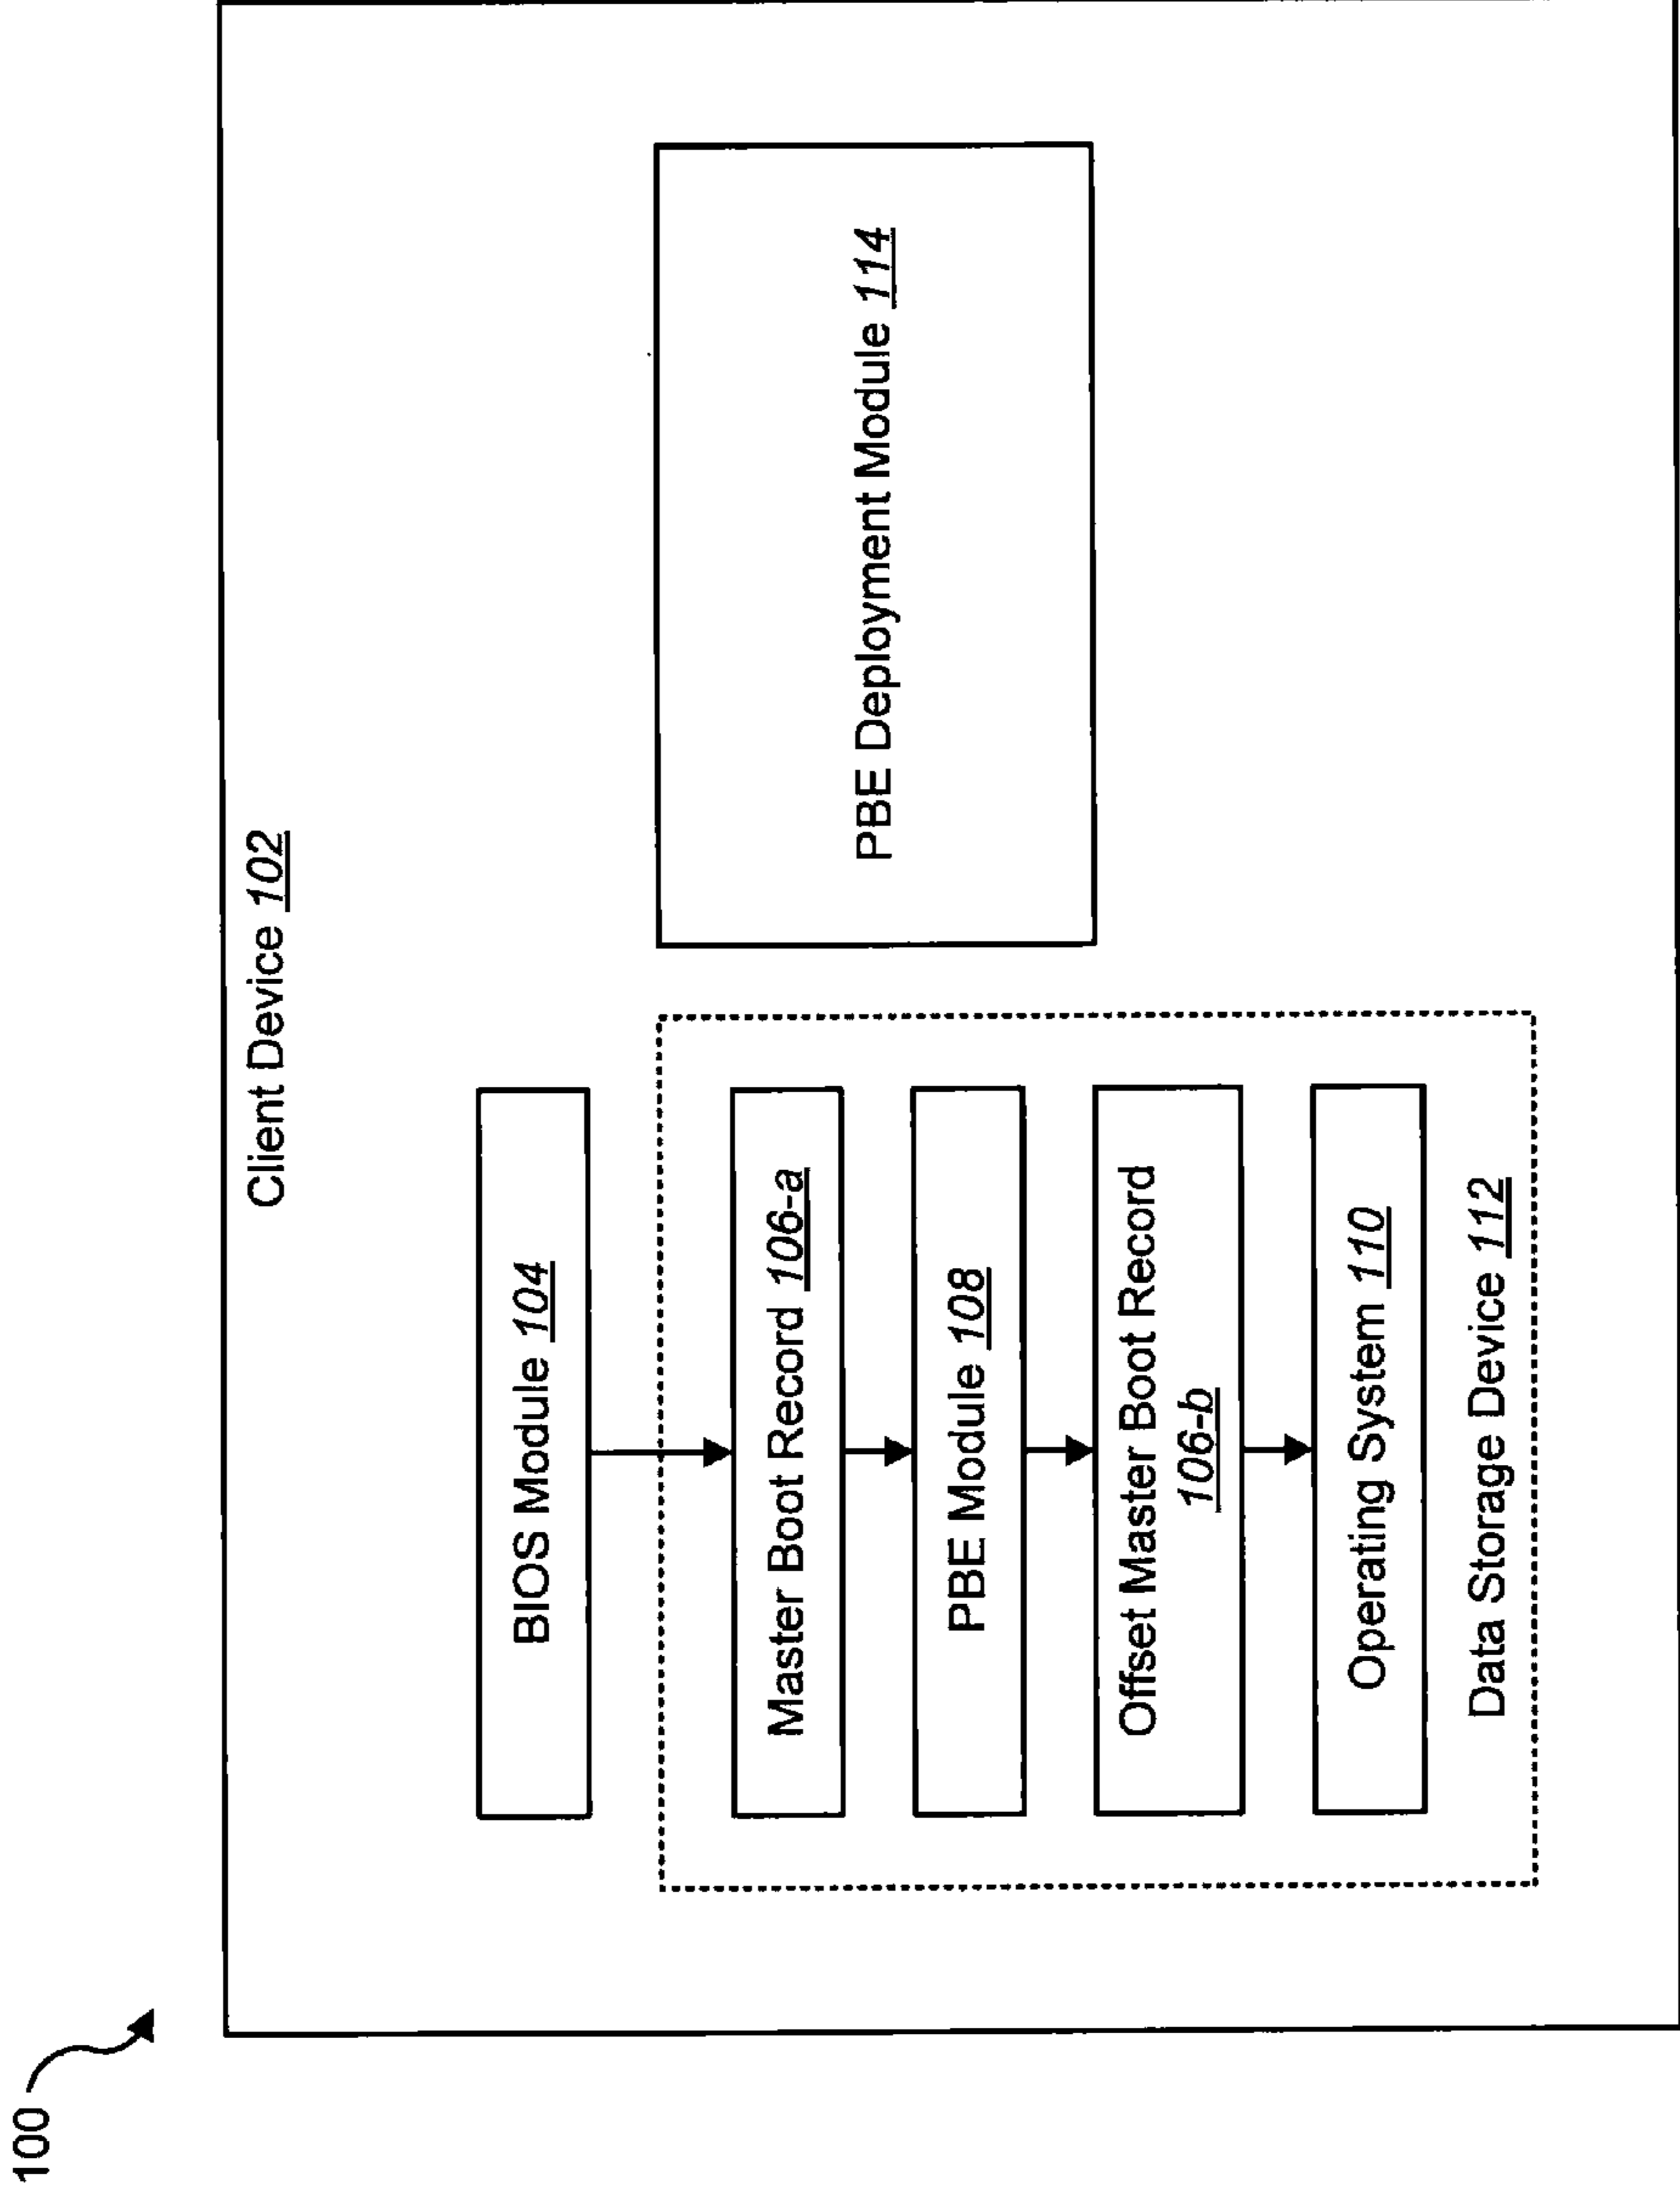 100
Client Device 102
BIOS Module 104
Master Boot Record 106-a
PBE Module 108
Offset Master Boot Record
106-b
Operating System 110
Data Storage Device 112
PBE Deployment Module 114